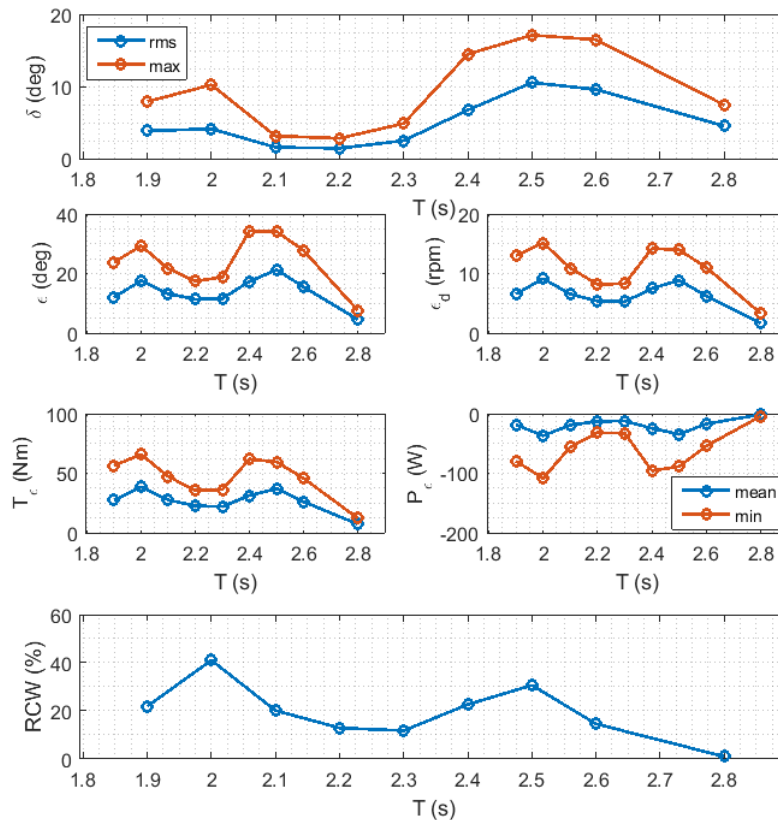 20
10
0
δ (deg)
rms
max
1.8 1.9 2 2.1 2.2 2.3 2.4 2.5 2.6 2.7 2.8
T (s)
40
20
0
ϵ (deg)
1.8 2 2.2 2.4 2.6 2.8
T (s)
20
10
0
ϵd (rpm)
1.8 2 2.2 2.4 2.6 2.8
T (s)
100
50
0
Tϵ (Nm)
1.8 2 2.2 2.4 2.6 2.8
T (s)
0
-100
-200
Pϵ (W)
mean
min
1.8 2 2.2 2.4 2.6 2.8
T (s)
60
40
20
0
RCW (%)
1.8 1.9 2 2.1 2.2 2.3 2.4 2.5 2.6 2.7 2.8
T (s)